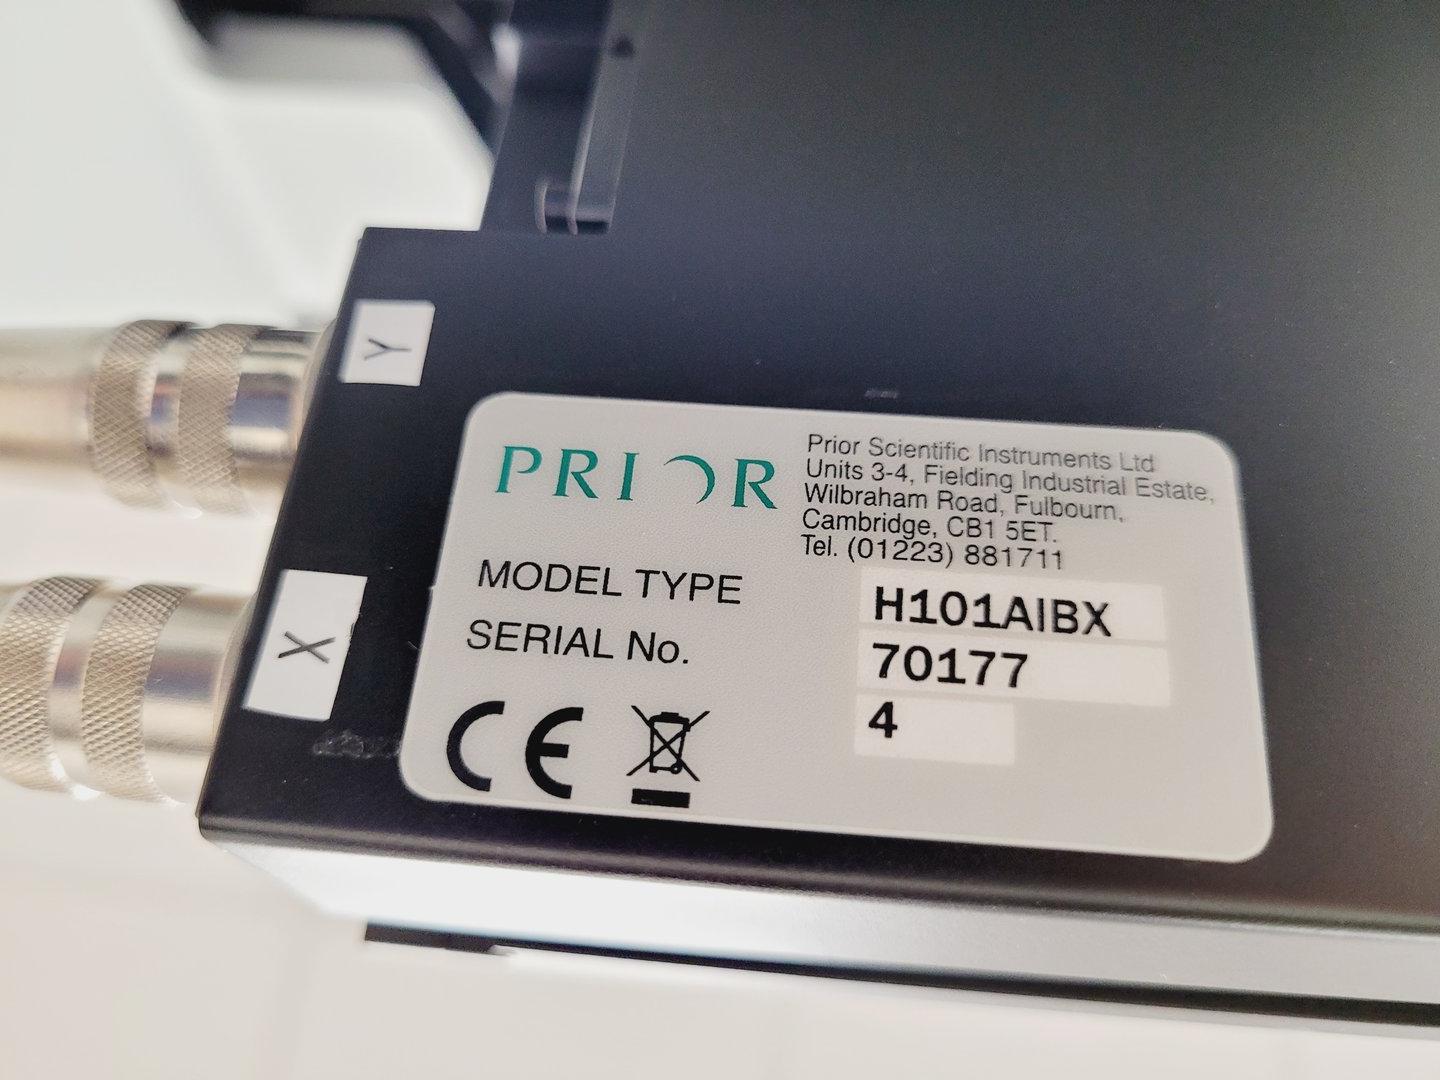 Y
X
PRIOR
Prior Scientific Instruments Ltd
Units 3-4, Fielding Industrial Estate,
Wilbraham Road, Fulbourn,
Cambridge, CB1 5ET.
Tel. (01223) 881711
MODEL TYPE H101AIBX
SERIAL No. 70177
4
CE